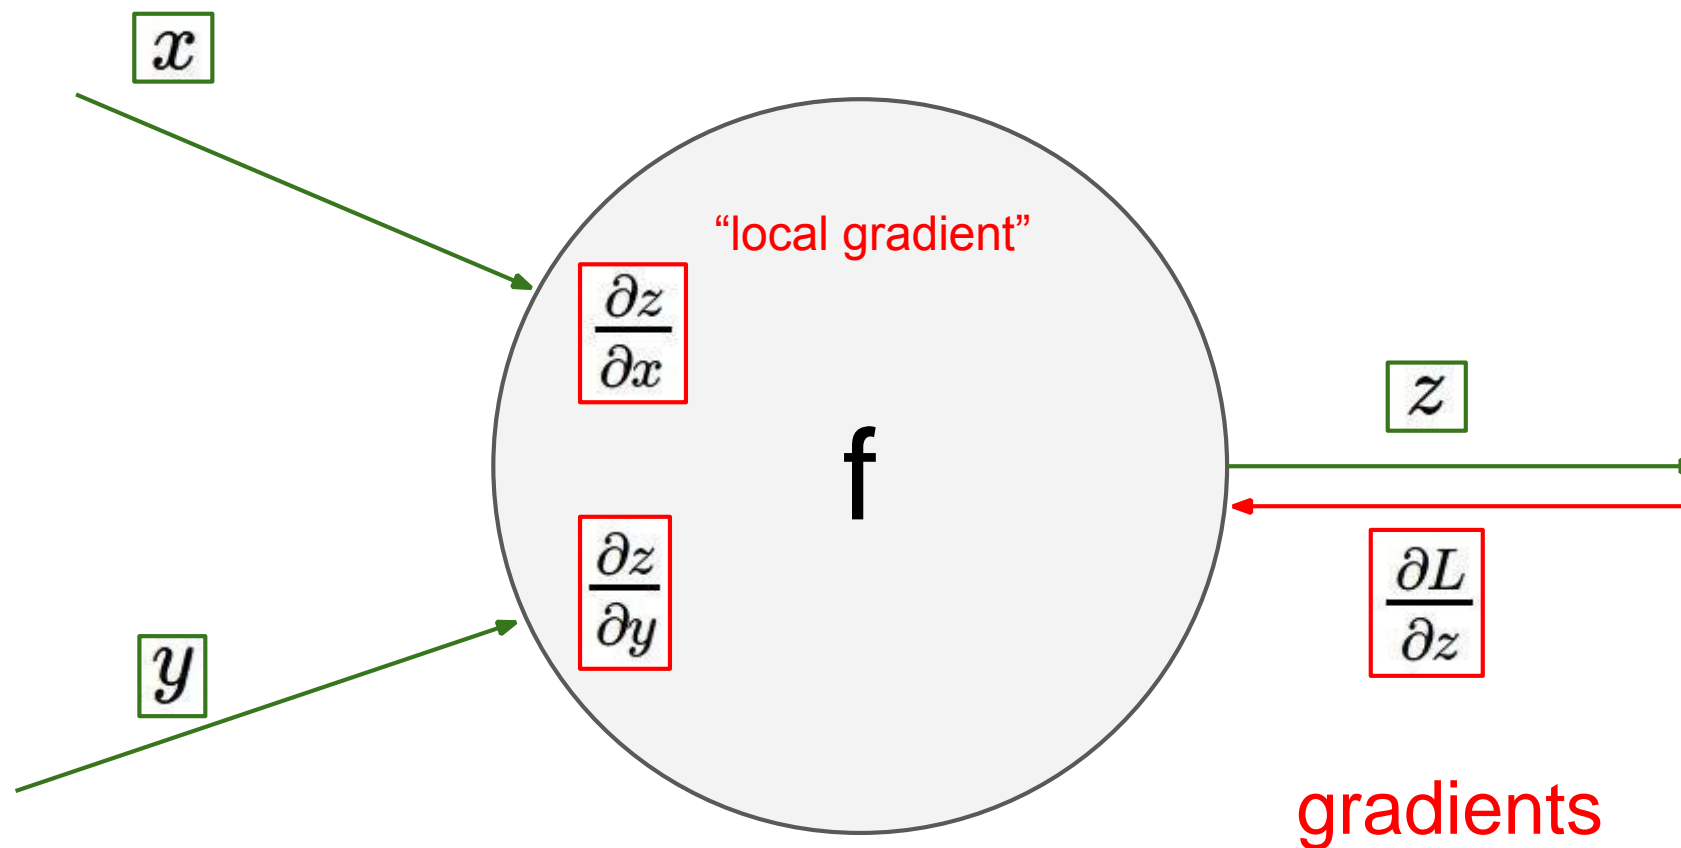 x
“local gradient”
∂z
∂x
z
f
∂z
∂y
∂L
∂z
y
gradients